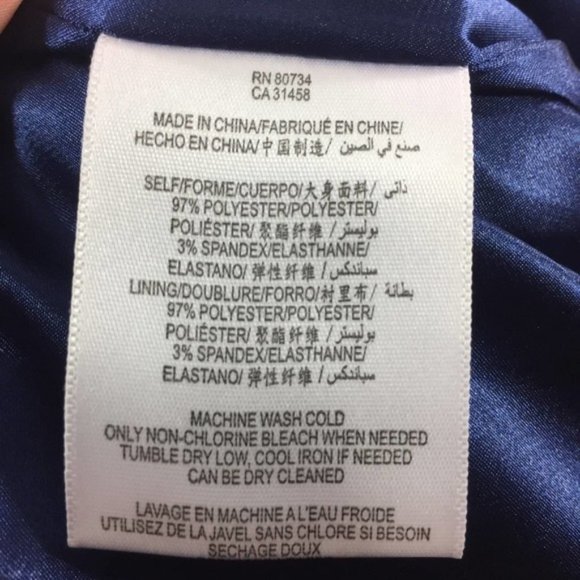 RN 80734
CA 31458
MADE IN CHINA/FABRIQUÉ EN CHINE/
HECHO EN CHINA/中国制造/ صنع في الصين
SELF/FORME/CUERPO/大身面料/ ذاتى
97% POLYESTER/POLYESTER/
POLIÉSTER/ 聚酯纤维 /بوليستر/
3% SPANDEX/ELASTHANNE/
ELASTANO/ 弹性纤维 /سباندكس
LINING/DOUBLURE/FORRO/衬里布/ بطانة/
97% POLYESTER/POLYESTER/
POLIÉSTER/ 聚酯纤维 /بوليستر/
3% SPANDEX/ELASTHANNE/
ELASTANO/ 弹性纤维 /سباندكس
MACHINE WASH COLD
ONLY NON-CHLORINE BLEACH WHEN NEEDED
TUMBLE DRY LOW, COOL IRON IF NEEDED
CAN BE DRY CLEANED
LAVAGE EN MACHINE A L'EAU FROIDE
UTILISEZ DE LA JAVEL SANS CHLORE SI BESOIN
SECHAGE DOUX